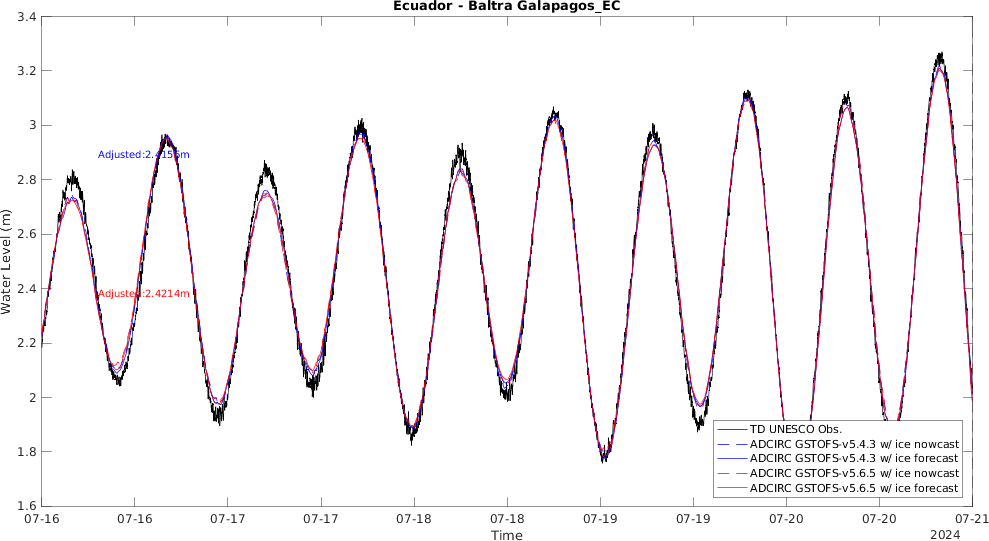 Ecuador - Baltra Galapagos_EC
3.4
3.2
3
2.8
2.6
2.4
2.2
2
1.8
1.6
Water Level (m)
Adjusted:2.4156m
Adjusted:2.4214m
TD UNESCO Obs.
ADCIRC GSTOFS-v5.4.3 w/ ice nowcast
ADCIRC GSTOFS-v5.4.3 w/ ice forecast
ADCIRC GSTOFS-v5.6.5 w/ ice nowcast
ADCIRC GSTOFS-v5.6.5 w/ ice forecast
07-16 07-16 07-17 07-17 07-18 07-18 07-19 07-19 07-20 07-20 07-21
Time
2024